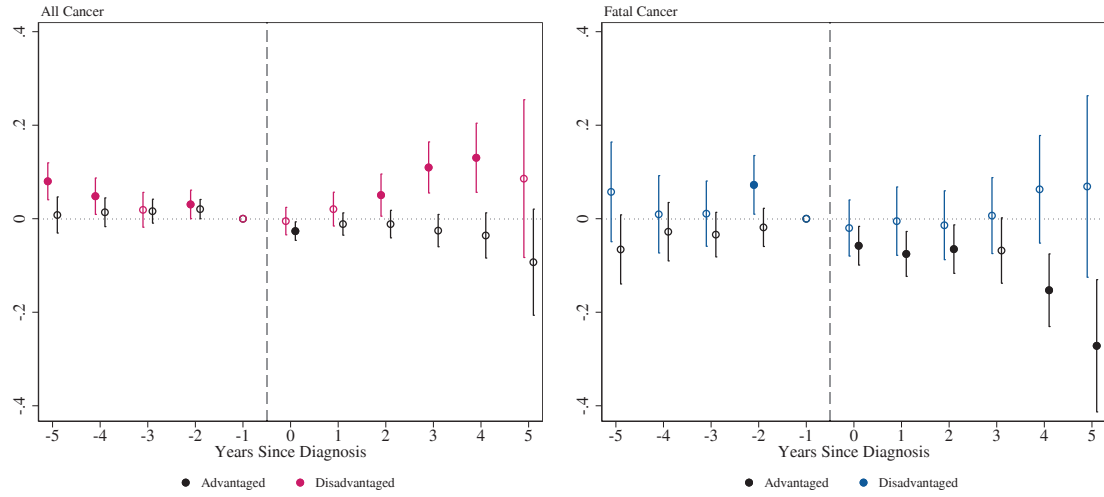 All Cancer
.4
.2
0
-.2
-.4
-5 -4 -3 -2 -1 0 1 2 3 4 5
Years Since Diagnosis
Advantaged Disadvantaged
Fatal Cancer
.4
.2
0
-.2
-.4
-5 -4 -3 -2 -1 0 1 2 3 4 5
Years Since Diagnosis
Advantaged Disadvantaged